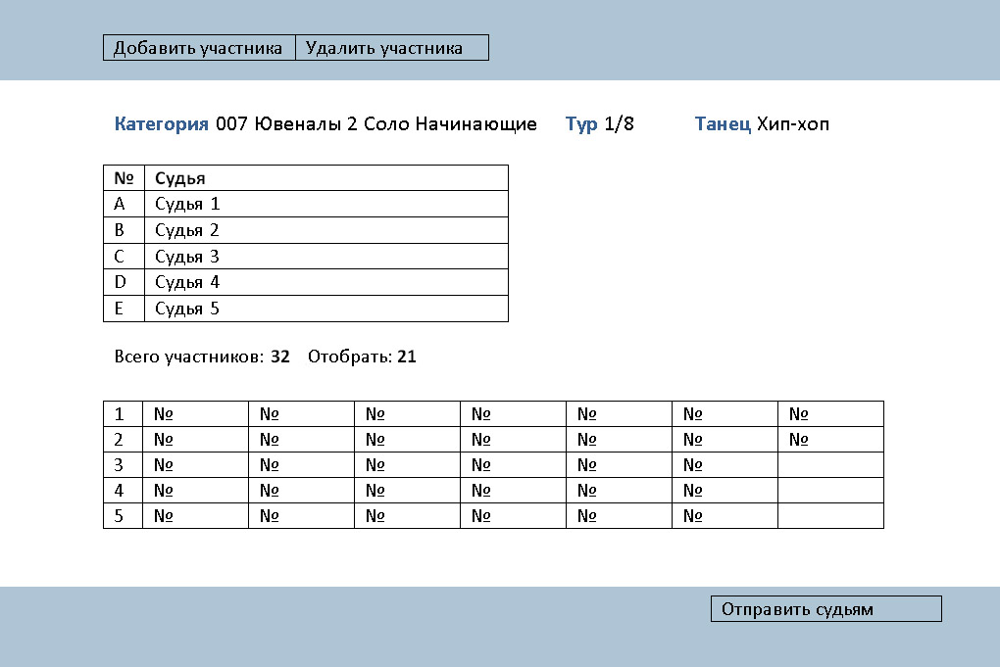 Добавить участника Удалить участника
Категория 007 Ювеналы 2 Соло Начинающие Тур 1/8 Танец Хип-хоп
№ Судья
A Судья 1
B Судья 2
C Судья 3
D Судья 4
E Судья 5
Всего участников: 32 Отобрать: 21
1 № № № № № № №
2 № № № № № № №
3 № № № № № №
4 № № № № № №
5 № № № № № №
Отправить судьям